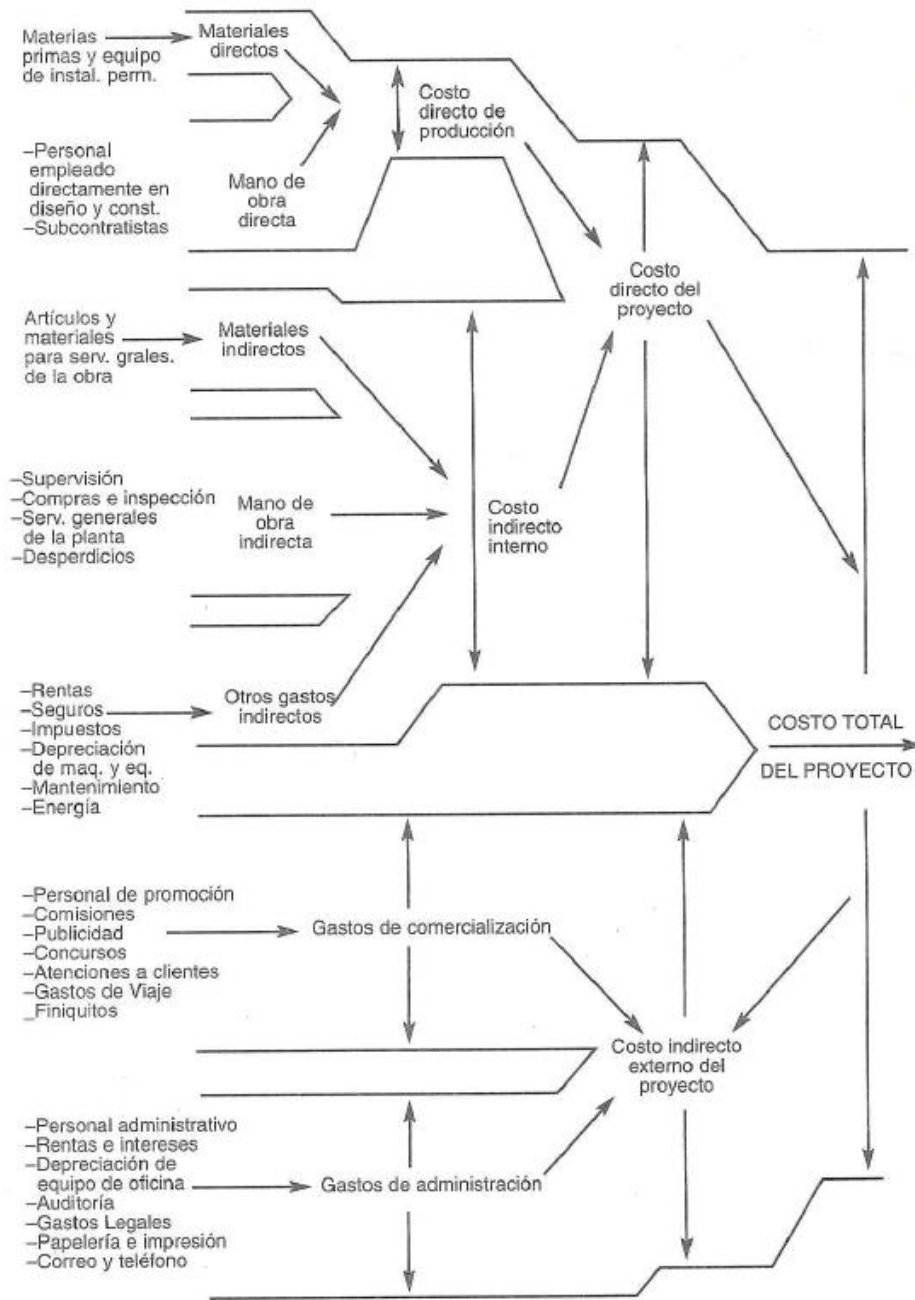 Materias
primas y equipo
de instal. perm.
Materiales
directos
Costo
directo de
producción
–Personal
empleado
directamente en
diseño y const.
–Subcontratistas
Mano de
obra
directa
Costo
directo del
proyecto
Artículos y
materiales
para serv. grales.
de la obra
Materiales
indirectos
–Supervisión
–Compras e inspección
–Serv. generales
de la planta
–Desperdicios
Mano de
obra
indirecta
Costo
indirecto
interno
–Rentas
–Seguros
–Impuestos
–Depreciación
de maq. y eq.
–Mantenimiento
–Energía
Otros gastos
indirectos
COSTO TOTAL
DEL PROYECTO
–Personal de promoción
–Comisiones
–Publicidad
–Concursos
–Atenciones a clientes
–Gastos de Viaje
_Finiquitos
Gastos de comercialización
Costo indirecto
externo del
proyecto
–Personal administrativo
–Rentas e intereses
–Depreciación de
equipo de oficina
–Auditoría
–Gastos Legales
–Papelería e impresión
–Correo y teléfono
Gastos de administración